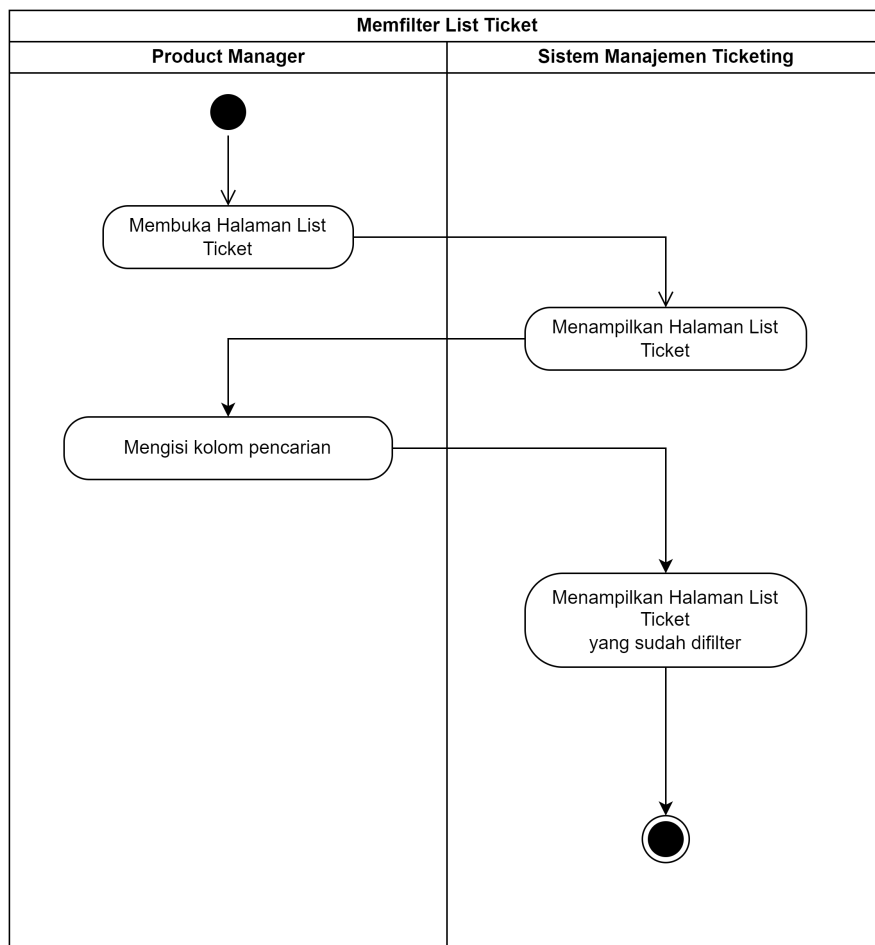 Memfilter List Ticket
Product Manager
Sistem Manajemen Ticketing
Membuka Halaman List
Ticket
Menampilkan Halaman List
Ticket
Mengisi kolom pencarian
Menampilkan Halaman List
Ticket
yang sudah difilter